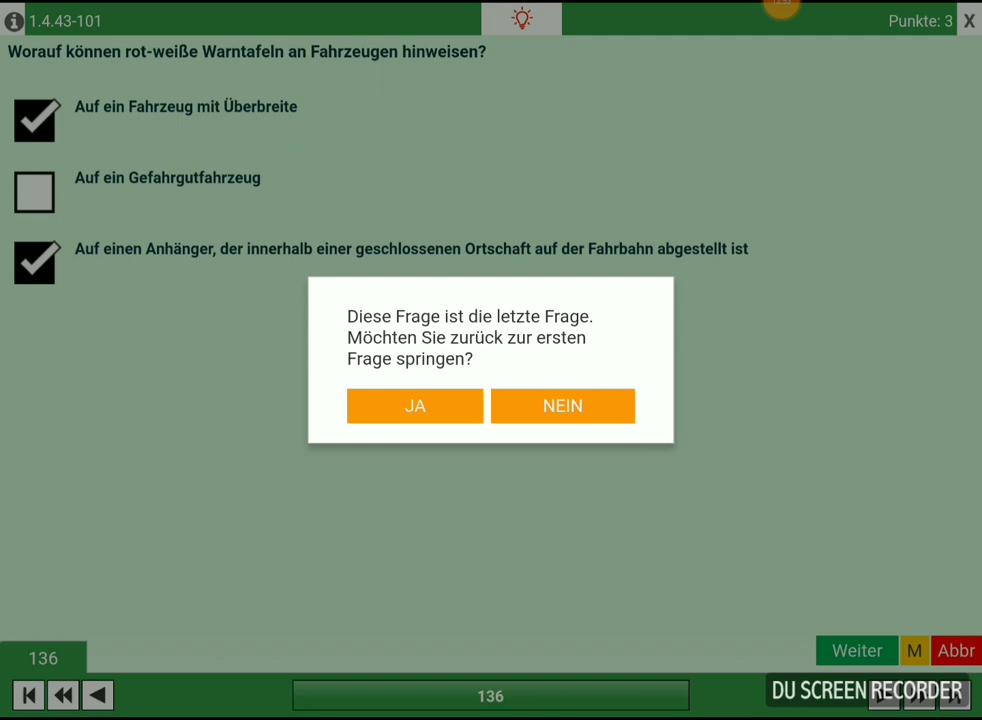 12:53
1.4.43-101
Punkte: 3 X
Worauf können rot-weiße Warntafeln an Fahrzeugen hinweisen?
Auf ein Fahrzeug mit Überbreite
Auf ein Gefahrgutfahrzeug
Auf einen Anhänger, der innerhalb einer geschlossenen Ortschaft auf der Fahrbahn abgestellt ist
Diese Frage ist die letzte Frage.
Möchten Sie zurück zur ersten
Frage springen?
JA NEIN
136
Weiter M Abbr
136
DU SCREEN RECORDER